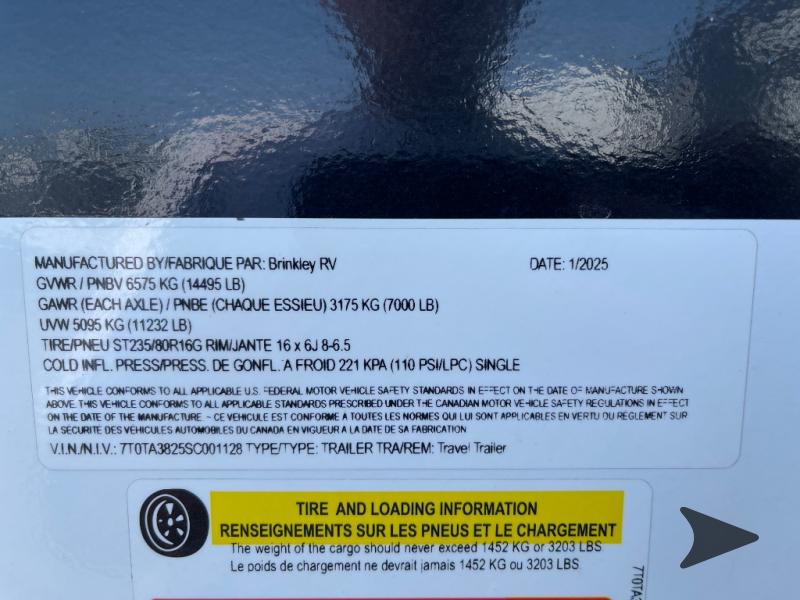 MANUFACTURED BY/FABRIQUE PAR: Brinkley RV DATE: 1/2025
GVWR / PNBV 6575 KG (14495 LB)
GAWR (EACH AXLE) / PNBE (CHAQUE ESSIEU) 3175 KG (7000 LB)
UVW 5095 KG (11232 LB)
TIRE/PNEU ST235/80R16G RIM/JANTE 16 x 6J 8-6.5
COLD INFL. PRESS/PRESS. DE GONFL. A FROID 221 KPA (110 PSI/LPC) SINGLE
THIS VEHICLE CONFORMS TO ALL APPLICABLE U.S. FEDERAL MOTOR VEHICLE SAFETY STANDARDS IN EFFECT ON THE DATE OF MANUFACTURE SHOWN
ABOVE. THIS VEHICLE CONFORMS TO ALL APPLICABLE STANDARDS PRESCRIBED UNDER THE CANADIAN MOTOR VEHICLE SAFETY REGULATIONS IN EFFECT
ON THE DATE OF THE MANUFACTURE - CE VEHICULE EST CONFORME A TOUTES LES NORMES QUI LUI SONT APPLICABLES EN VERTU DU REGLEMENT SUR
LA SECURITE DES VEHICULES AUTOMOBILES DU CANADA EN VIGUEUR A LA DATE DE SA FABRICATION
V.I.N./N.I.V.: 7T0TA3825SC001128 TYPE/TYPE: TRAILER TRA/REM: Travel Trailer
TIRE AND LOADING INFORMATION
RENSEIGNEMENTS SUR LES PNEUS ET LE CHARGEMENT
The weight of the cargo should never exceed 1452 KG or 3203 LBS
Le poids de chargement ne devrait jamais 1452 KG ou 3203 LBS